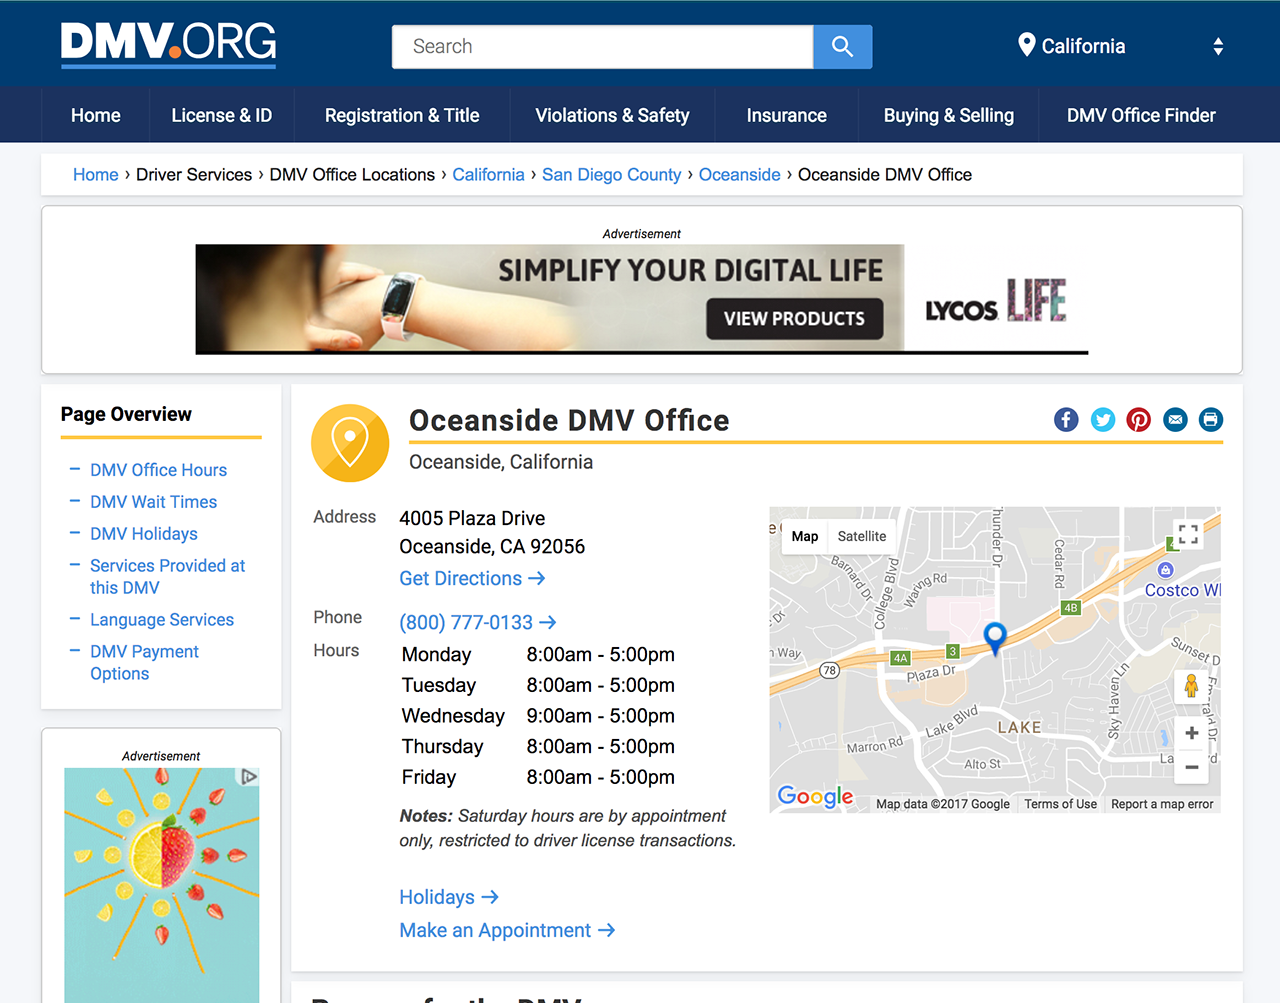 DMV.ORG
Search
California
Home License & ID Registration & Title Violations & Safety Insurance Buying & Selling DMV Office Finder
Home › Driver Services › DMV Office Locations › California › San Diego County › Oceanside › Oceanside DMV Office
Advertisement
SIMPLIFY YOUR DIGITAL LIFE
VIEW PRODUCTS
LYCOS LIFE
Page Overview
– DMV Office Hours
– DMV Wait Times
– DMV Holidays
– Services Provided at
this DMV
– Language Services
– DMV Payment
Options
Advertisement
Oceanside DMV Office
Oceanside, California
Address 4005 Plaza Drive
Oceanside, CA 92056
Get Directions →
Phone (800) 777-0133 →
Hours
Monday 8:00am - 5:00pm
Tuesday 8:00am - 5:00pm
Wednesday 9:00am - 5:00pm
Thursday 8:00am - 5:00pm
Friday 8:00am - 5:00pm
Notes: Saturday hours are by appointment
only, restricted to driver license transactions.
Holidays →
Make an Appointment →
Map Satellite
Thunder Dr
Cedar Rd
Barnard Dr
College Blvd
Waring Rd
Costco Wh
4B
n Way
78
4A
3
Plaza Dr
Sunset D
Sky Haven Ln
Emerald Dr
Lake Blvd
LAKE
Marron Rd
Alto St
Google
Map data ©2017 Google Terms of Use Report a map error